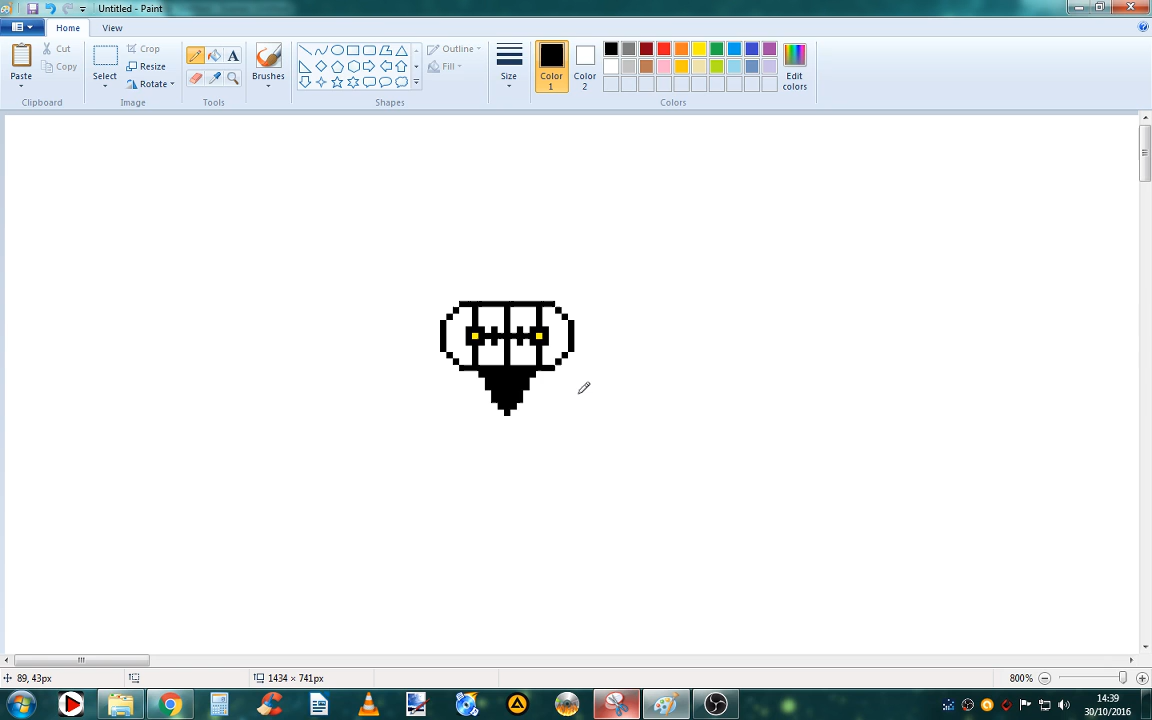 Untitled - Paint
Home View
Paste
Clipboard
Cut
Copy
Select
Crop
Resize
Rotate
Image
A
Tools
Brushes
Shapes
Outline
Fill
Size
Color 1
Color 2
Edit colors
Colors
89, 43px
1434 × 741px
800%
14:39
30/10/2016